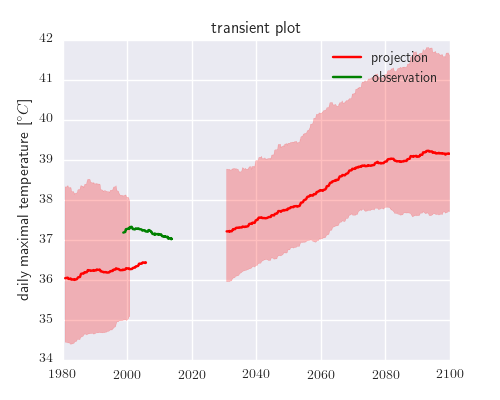 transient plot
projection
observation
daily maximal temperature [°C]
42
41
40
39
38
37
36
35
34
1980 2000 2020 2040 2060 2080 2100